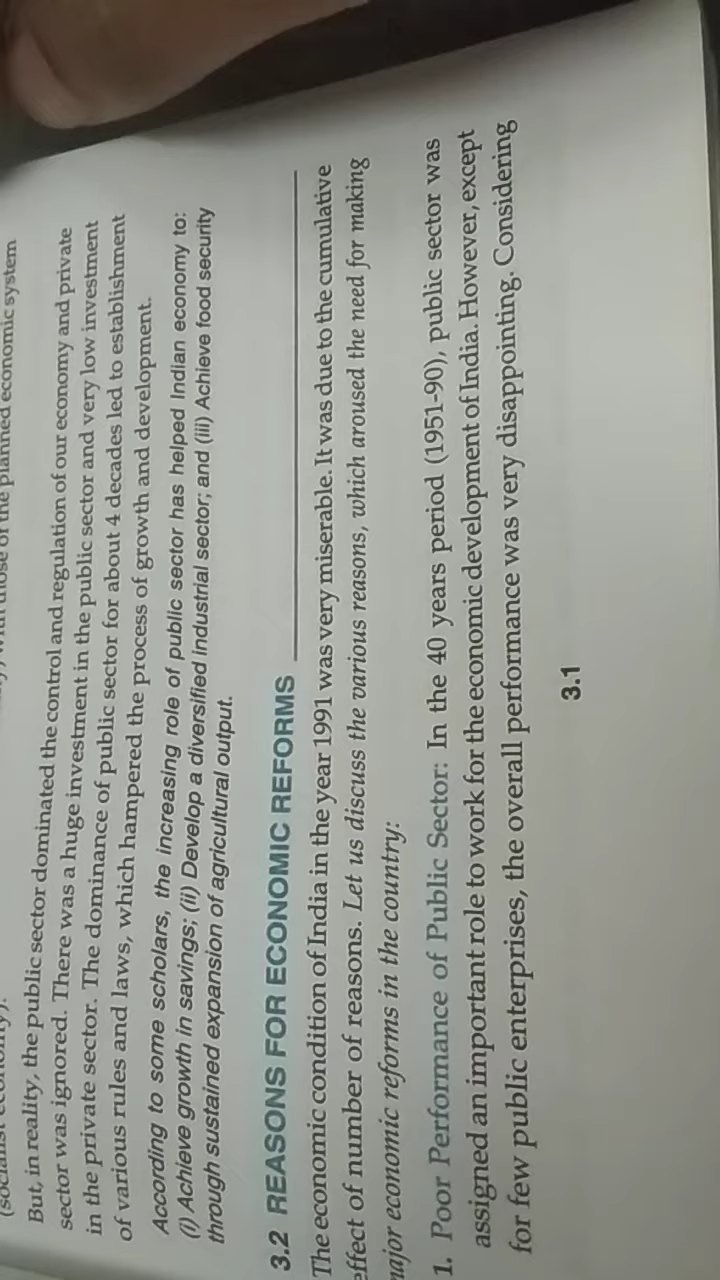 of the planned economic system
But, in reality, the public sector dominated the control and regulation of our economy and private
sector was ignored. There was a huge investment in the public sector and very low investment
in the private sector. The dominance of public sector for about 4 decades led to establishment
of various rules and laws, which hampered the process of growth and development.
According to some scholars, the increasing role of public sector has helped Indian economy to:
(i) Achieve growth in savings; (ii) Develop a diversified industrial sector; and (iii) Achieve food security
through sustained expansion of agricultural output.
3.2 REASONS FOR ECONOMIC REFORMS
The economic condition of India in the year 1991 was very miserable. It was due to the cumulative
effect of number of reasons. Let us discuss the various reasons, which aroused the need for making
major economic reforms in the country:
1. Poor Performance of Public Sector: In the 40 years period (1951-90), public sector was
assigned an important role to work for the economic development of India. However, except
for few public enterprises, the overall performance was very disappointing. Considering
3.1